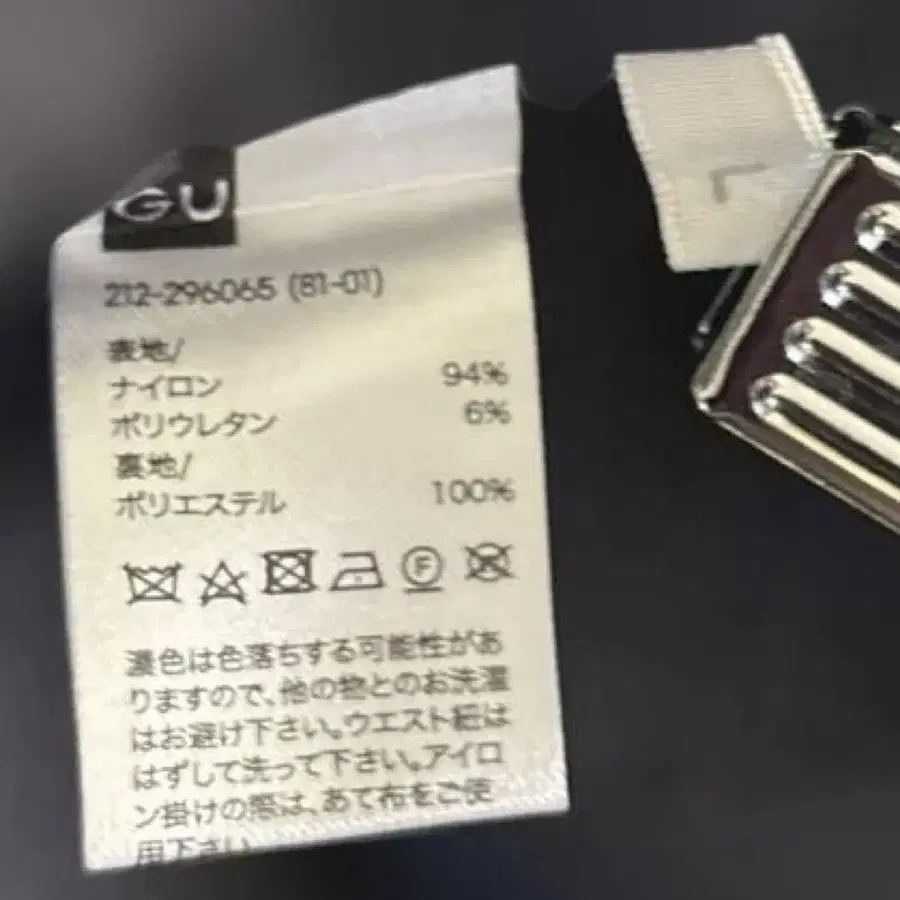 GU
L
212-296065 (81-01)
表地/
ナイロン 94%
ポリウレタン 6%
裏地/
ポリエステル 100%
F
濃色は色落ちする可能性があ
りますので、他の物とのお洗濯
はお避け下さい。ウエスト紐は
はずして洗って下さい。アイロ
ン掛けの際は、あて布をご使
用下さい